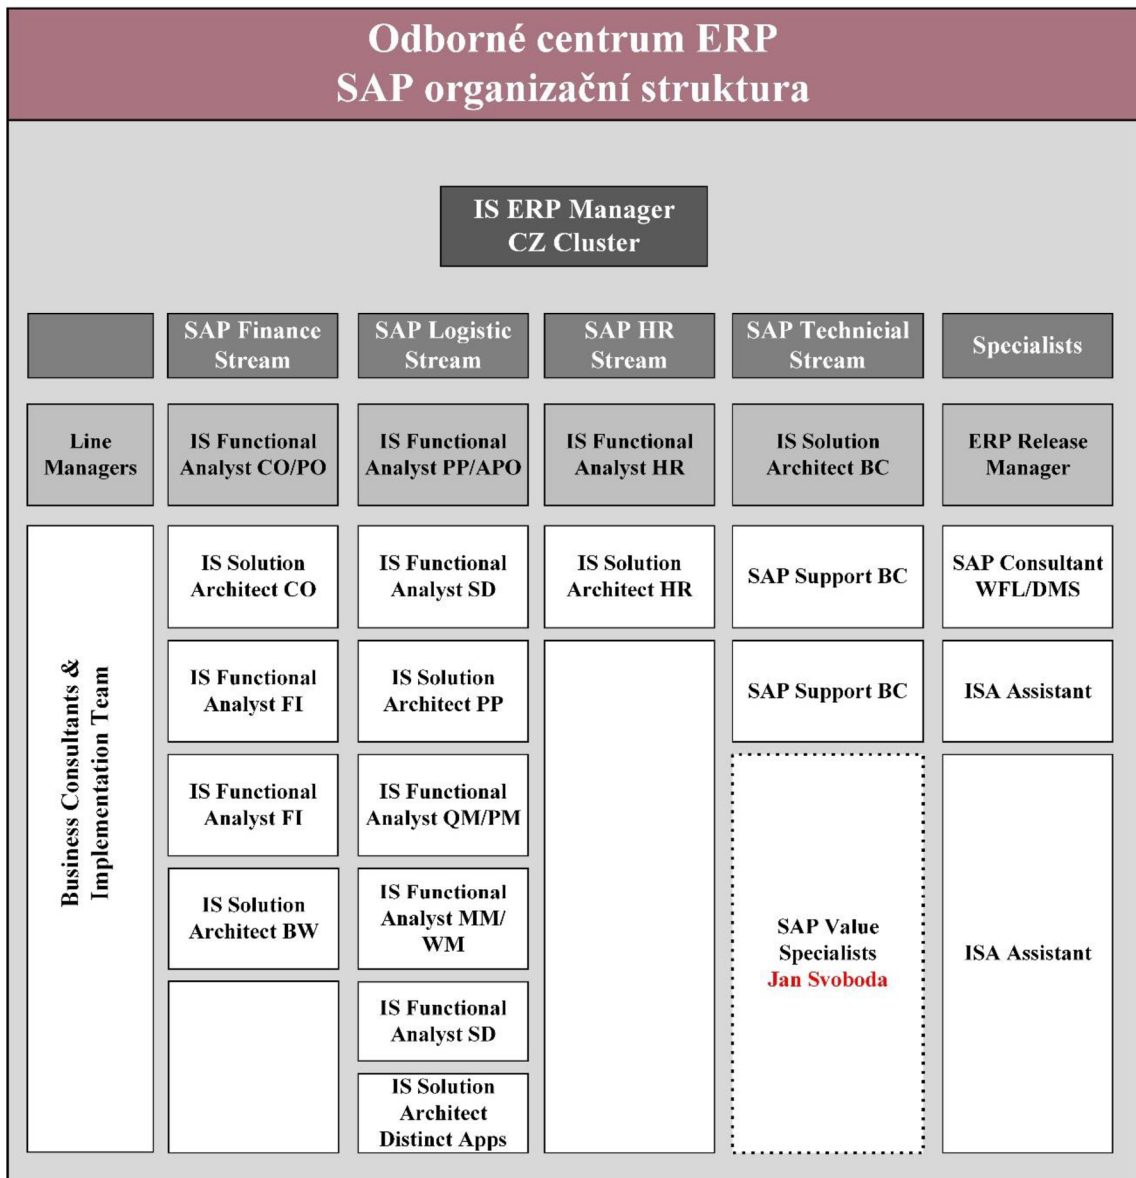 Odborné centrum ERP
SAP organizační struktura
IS ERP Manager
CZ Cluster
SAP Finance
Stream
SAP Logistic
Stream
SAP HR
Stream
SAP Technicial
Stream
Specialists
Line
Managers
IS Functional
Analyst CO/PO
IS Functional
Analyst PP/APO
IS Functional
Analyst HR
IS Solution
Architect BC
ERP Release
Manager
Business Consultants &
Implementation Team
IS Solution
Architect CO
IS Functional
Analyst SD
IS Solution
Architect HR
SAP Support BC
SAP Consultant
WFL/DMS
IS Functional
Analyst FI
IS Solution
Architect PP
SAP Support BC
ISA Assistant
IS Functional
Analyst FI
IS Functional
Analyst QM/PM
SAP Value
Specialists
Jan Svoboda
ISA Assistant
IS Solution
Architect BW
IS Functional
Analyst MM/
WM
IS Functional
Analyst SD
IS Solution
Architect
Distinct Apps